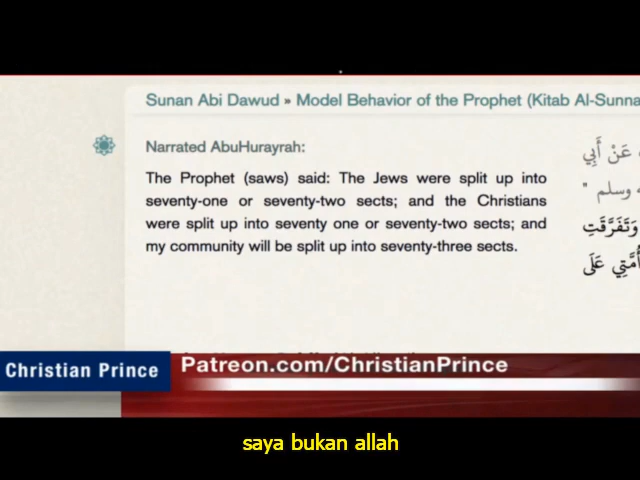 Sunan Abi Dawud » Model Behavior of the Prophet (Kitab Al-Sunna
Narrated AbuHurayrah:
The Prophet (saws) said: The Jews were split up into
seventy-one or seventy-two sects; and the Christians
were split up into seventy one or seventy-two sects; and
my community will be split up into seventy-three sects.
عَنْ أَبِي
ه وسلم "
وَتَفَرَّقَتِ
أُمَّتِي عَلَى
Christian Prince
Patreon.com/ChristianPrince
saya bukan allah